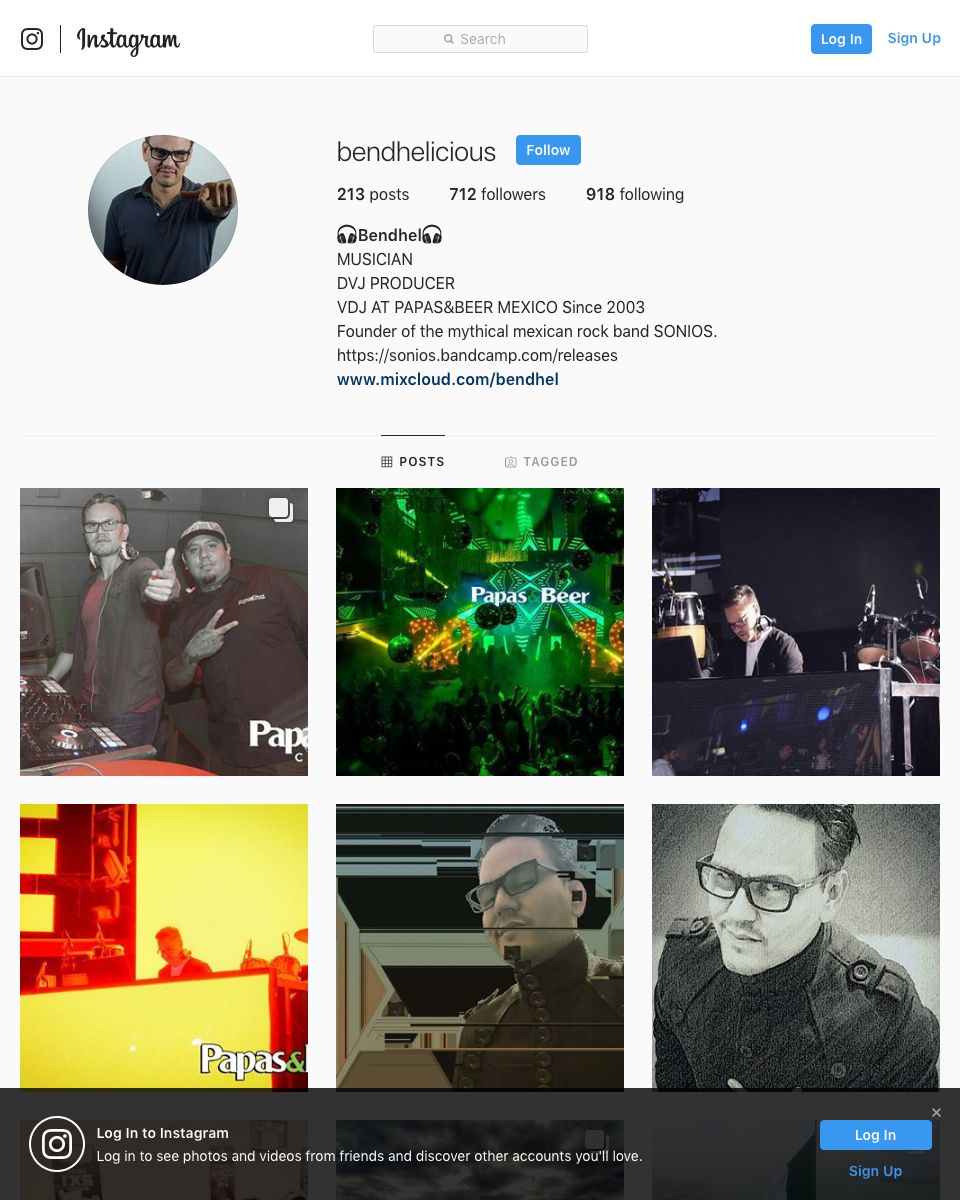 Instagram
Search
Log In
Sign Up
bendhelicious
Follow
213 posts
712 followers
918 following
🎧Bendhel🎧
MUSICIAN
DVJ PRODUCER
VDJ AT PAPAS&BEER MEXICO Since 2003
Founder of the mythical mexican rock band SONIOS.
https://sonios.bandcamp.com/releases
www.mixcloud.com/bendhel
POSTS
TAGGED
Papas Beer
201
Papas&
Log In to Instagram
Log in to see photos and videos from friends and discover other accounts you'll love.
Log In
Sign Up